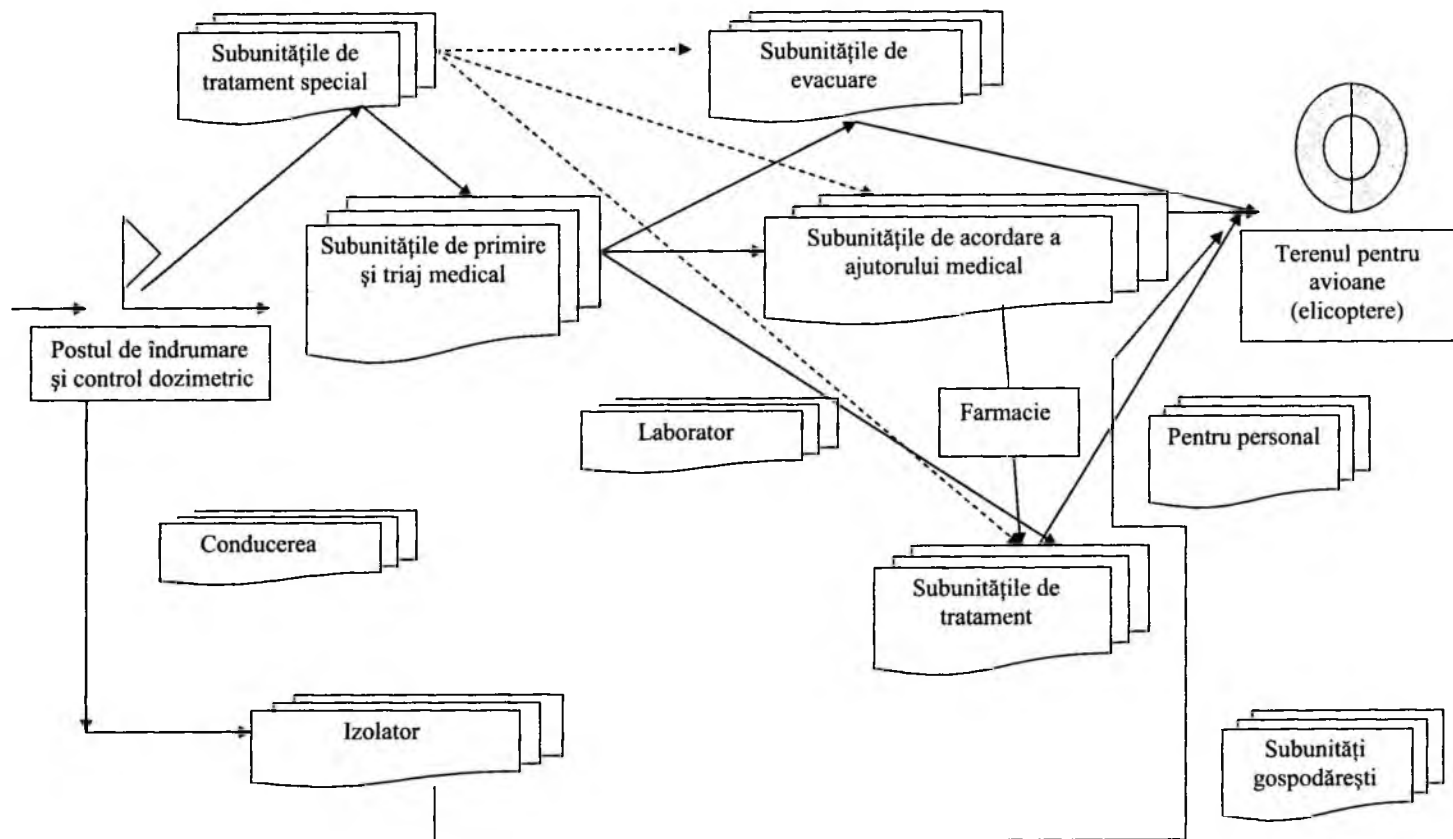 Subunitățile de
tratament special
Subunitățile de
evacuare
Subunitățile de primire
și triaj medical
Subunitățile de acordare a
ajutorului medical
Terenul pentru
avioane
(elicoptere)
Postul de îndrumare
și control dozimetric
Laborator
Farmacie
Pentru personal
Conducerea
Subunitățile de
tratament
Izolator
Subunități
gospodărești